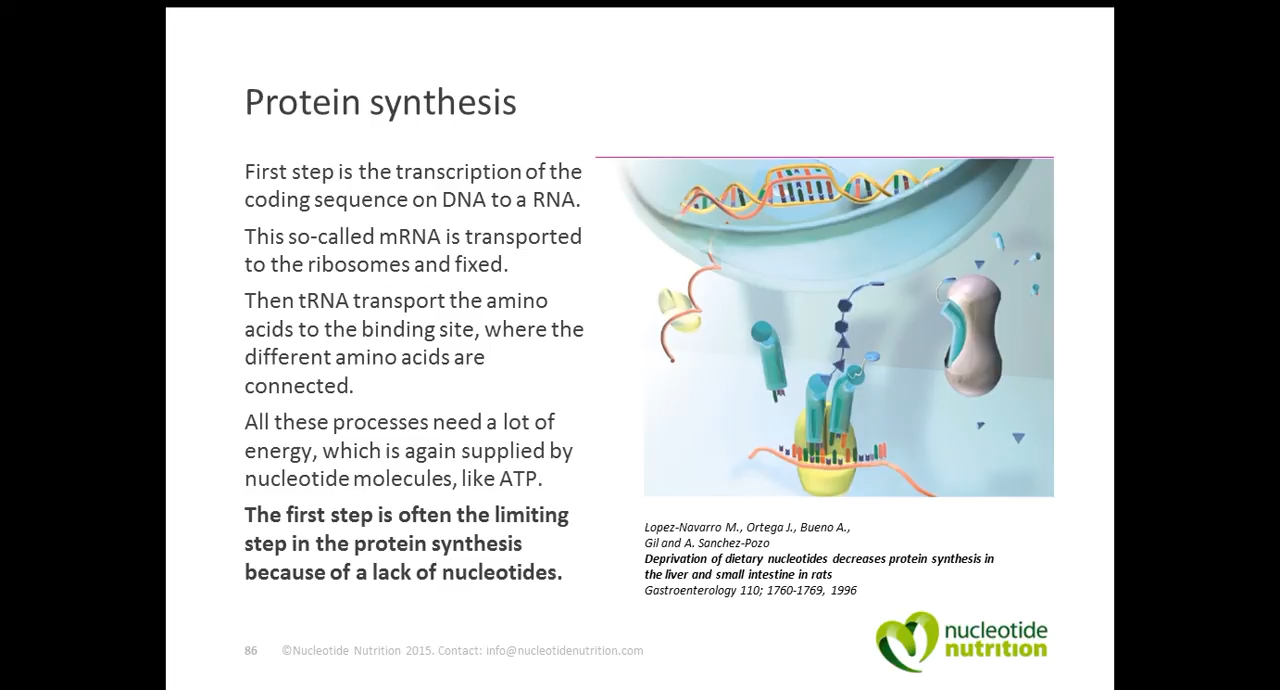 Protein synthesis
First step is the transcription of the
coding sequence on DNA to a RNA.
This so-called mRNA is transported
to the ribosomes and fixed.
Then tRNA transport the amino
acids to the binding site, where the
different amino acids are
connected.
All these processes need a lot of
energy, which is again supplied by
nucleotide molecules, like ATP.
The first step is often the limiting
step in the protein synthesis
because of a lack of nucleotides.
Lopez-Navarro M., Ortega J., Bueno A.,
Gil and A. Sanchez-Pozo
Deprivation of dietary nucleotides decreases protein synthesis in
the liver and small intestine in rats
Gastroenterology 110; 1760-1769, 1996
86 ©Nucleotide Nutrition 2015. Contact: info@nucleotidenutrition.com
nucleotide
nutrition